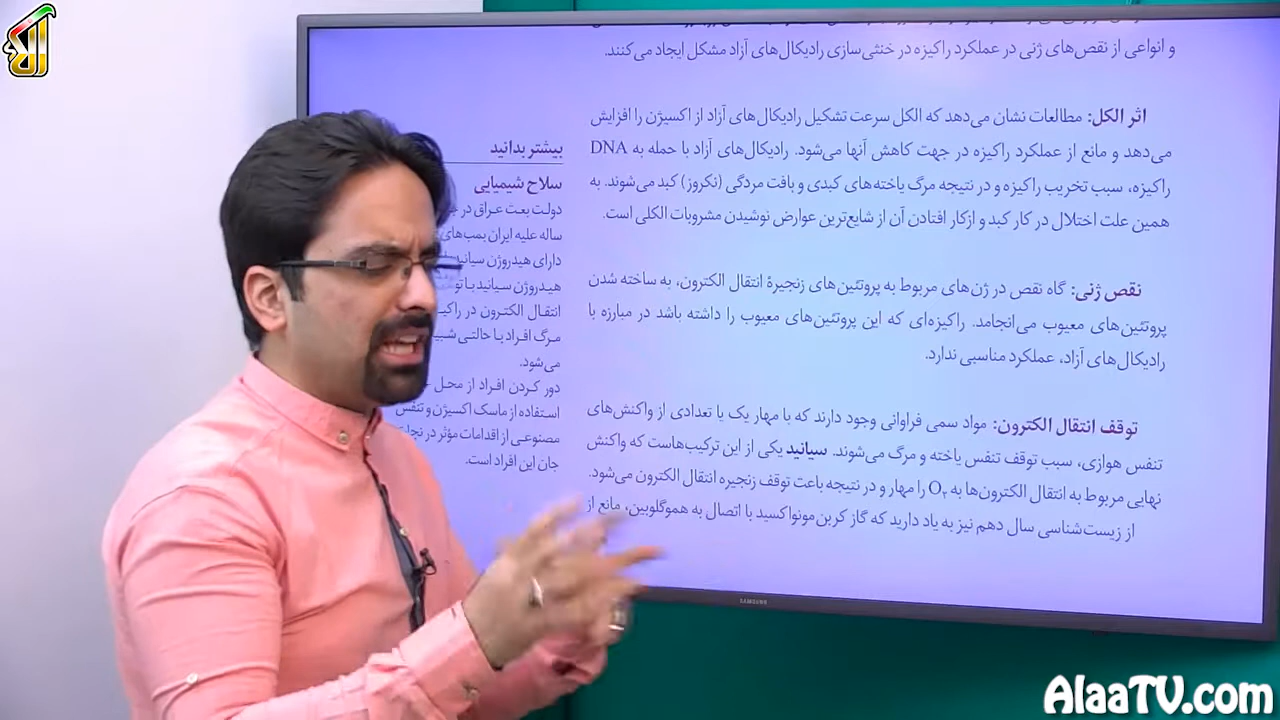 و انواعی از نقص‌های ژنی در عملکرد راکیزه در خنثی‌سازی رادیکال‌های آزاد مشکل ایجاد می‌کنند.
اثر الکل: مطالعات نشان می‌دهد که الکل سرعت تشکیل رادیکال‌های آزاد از اکسیژن را افزایش
می‌دهد و مانع از عملکرد راکیزه در جهت کاهش آنها می‌شود. رادیکال‌های آزاد با حمله به DNA
راکیزه، سبب تخریب راکیزه و در نتیجه مرگ یاخته‌های کبدی و بافت مردگی (نکروز) کبد می‌شوند. به
همین علت اختلال در کار کبد و ازکار افتادن آن از شایع‌ترین عوارض نوشیدن مشروبات الکلی است.
نقص ژنی: گاه نقص در ژن‌های مربوط به پروتئین‌های زنجیرهٔ انتقال الکترون، به ساخته شدن
پروتئین‌های معیوب می‌انجامد. راکیزه‌ای که این پروتئین‌های معیوب را داشته باشد در مبارزه با
رادیکال‌های آزاد، عملکرد مناسبی ندارد.
توقف انتقال الکترون: مواد سمی فراوانی وجود دارند که با مهار یک یا تعدادی از واکنش‌های
تنفس هوازی، سبب توقف تنفس یاخته و مرگ می‌شوند. سیانید یکی از این ترکیب‌هاست که واکنش
نهایی مربوط به انتقال الکترون‌ها به O۲ را مهار و در نتیجه باعث توقف زنجیره انتقال الکترون می‌شود.
از زیست‌شناسی سال دهم نیز به یاد دارید که گاز کربن‌مونواکسید با اتصال به هموگلوبین، مانع از
بیشتر بدانید
سلاح شیمیایی
دولت بعث عراق در
ساله علیه ایران بمب‌های
دارای هیدروژن سیانید
هیدروژن سیانید با
انتقال الکترون در
مرگ افراد با حالتی
می‌شود.
دور کردن افراد از محل
استفاده از ماسک اکسیژن و تنفس
مصنوعی از اقدامات مؤثر در نجات
جان این افراد است.
SAMSUNG
AlaaTV.com